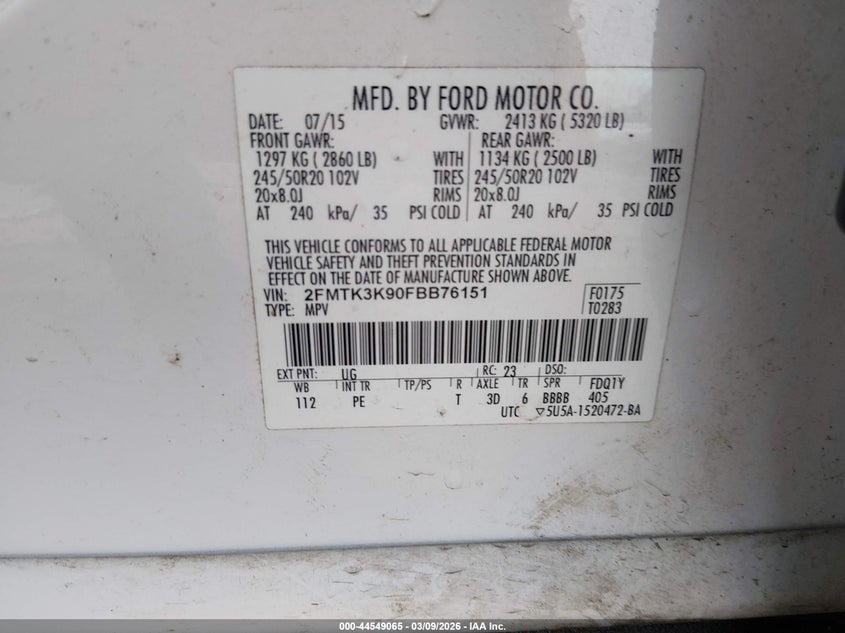 MFD. BY FORD MOTOR CO.
DATE: 07/15 GVWR: 2413 KG ( 5320 LB)
FRONT GAWR: REAR GAWR:
1297 KG ( 2860 LB) WITH 1134 KG ( 2500 LB) WITH
245/50R20 102V TIRES 245/50R20 102V TIRES
20x8.0J RIMS 20x8.0J RIMS
AT 240 kPa/ 35 PSI COLD AT 240 kPa/ 35 PSI COLD
THIS VEHICLE CONFORMS TO ALL APPLICABLE FEDERAL MOTOR
VEHICLE SAFETY AND THEFT PREVENTION STANDARDS IN
EFFECT ON THE DATE OF MANUFACTURE SHOWN ABOVE.
VIN: 2FMTK3K90FBB76151 F0175
TYPE: MPV T0283
EXT PNT: UG RC: 23 DSO:
WB INT TR TP/PS R AXLE TR SPR FDQ1Y
112 PE T 3D 6 BBBB 405
UTC ▽5U5A-1520472-BA
000-44549065 - 03/09/2026 - IAA Inc.